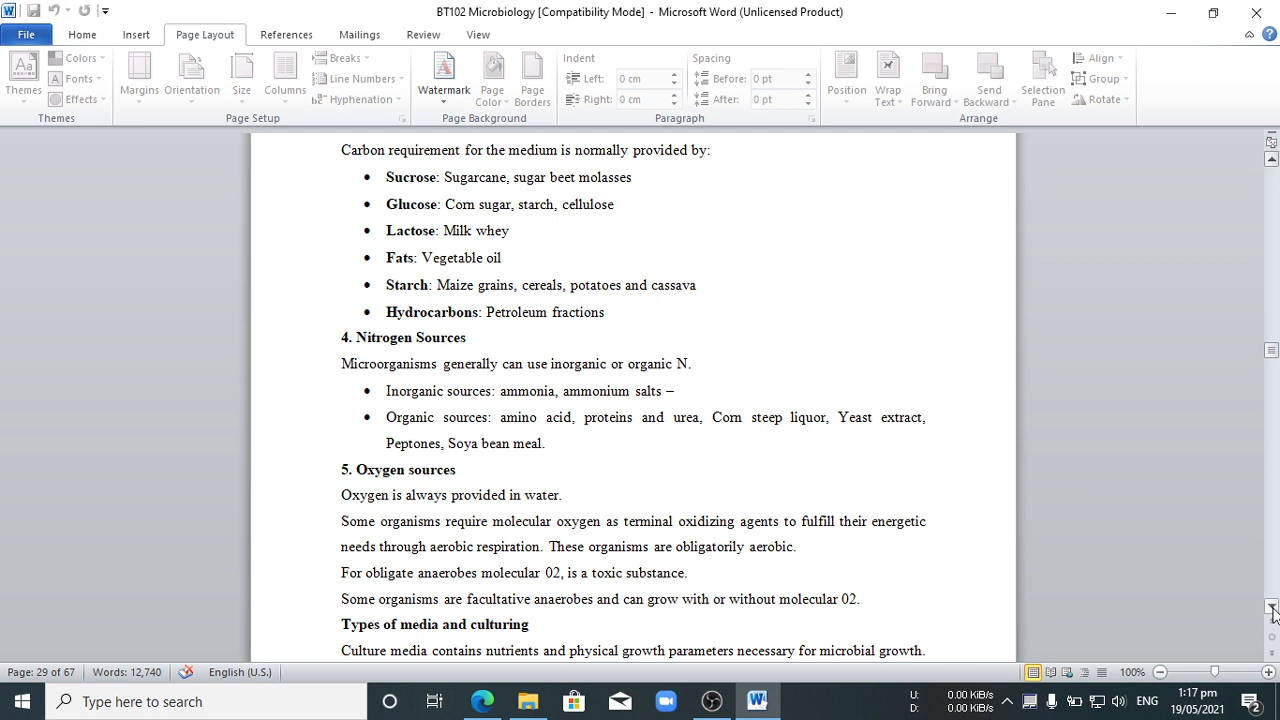 BT102 Microbiology [Compatibility Mode] - Microsoft Word (Unlicensed Product)
File Home Insert Page Layout References Mailings Review View
Themes Colors Fonts Effects
Margins Orientation Size Columns Breaks Line Numbers Hyphenation
Watermark Page Color Page Borders
Indent Left: 0 cm Right: 0 cm
Spacing Before: 0 pt After: 0 pt
Position Wrap Text Bring Forward Send Backward Selection Pane Align Group Rotate
Themes Page Setup Page Background Paragraph Arrange
Carbon requirement for the medium is normally provided by:
• Sucrose: Sugarcane, sugar beet molasses
• Glucose: Corn sugar, starch, cellulose
• Lactose: Milk whey
• Fats: Vegetable oil
• Starch: Maize grains, cereals, potatoes and cassava
• Hydrocarbons: Petroleum fractions
4. Nitrogen Sources
Microorganisms generally can use inorganic or organic N.
• Inorganic sources: ammonia, ammonium salts –
• Organic sources: amino acid, proteins and urea, Corn steep liquor, Yeast extract,
Peptones, Soya bean meal.
5. Oxygen sources
Oxygen is always provided in water.
Some organisms require molecular oxygen as terminal oxidizing agents to fulfill their energetic
needs through aerobic respiration. These organisms are obligatorily aerobic.
For obligate anaerobes molecular 02, is a toxic substance.
Some organisms are facultative anaerobes and can grow with or without molecular 02.
Types of media and culturing
Culture media contains nutrients and physical growth parameters necessary for microbial growth.
Page: 29 of 67 Words: 12,740 English (U.S.) 100%
Type here to search
U: 0.00 KiB/s
D: 0.00 KiB/s
ENG
1:17 pm
19/05/2021
2